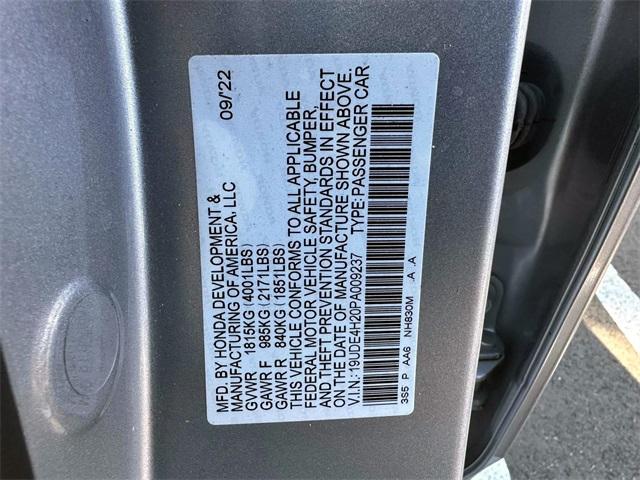 MFD. BY HONDA DEVELOPMENT &
MANUFACTURING OF AMERICA, LLC 09/22
GVWR 1815KG (4001LBS)
GAWR F 985KG (2171LBS)
GAWR R 840KG (1851LBS)
THIS VEHICLE CONFORMS TO ALL APPLICABLE
FEDERAL MOTOR VEHICLE SAFETY, BUMPER,
AND THEFT PREVENTION STANDARDS IN EFFECT
ON THE DATE OF MANUFACTURE SHOWN ABOVE.
V.I.N.:19UDE4H20PA009237 TYPE:PASSENGER CAR
3S5 P AA6 NH830M A A